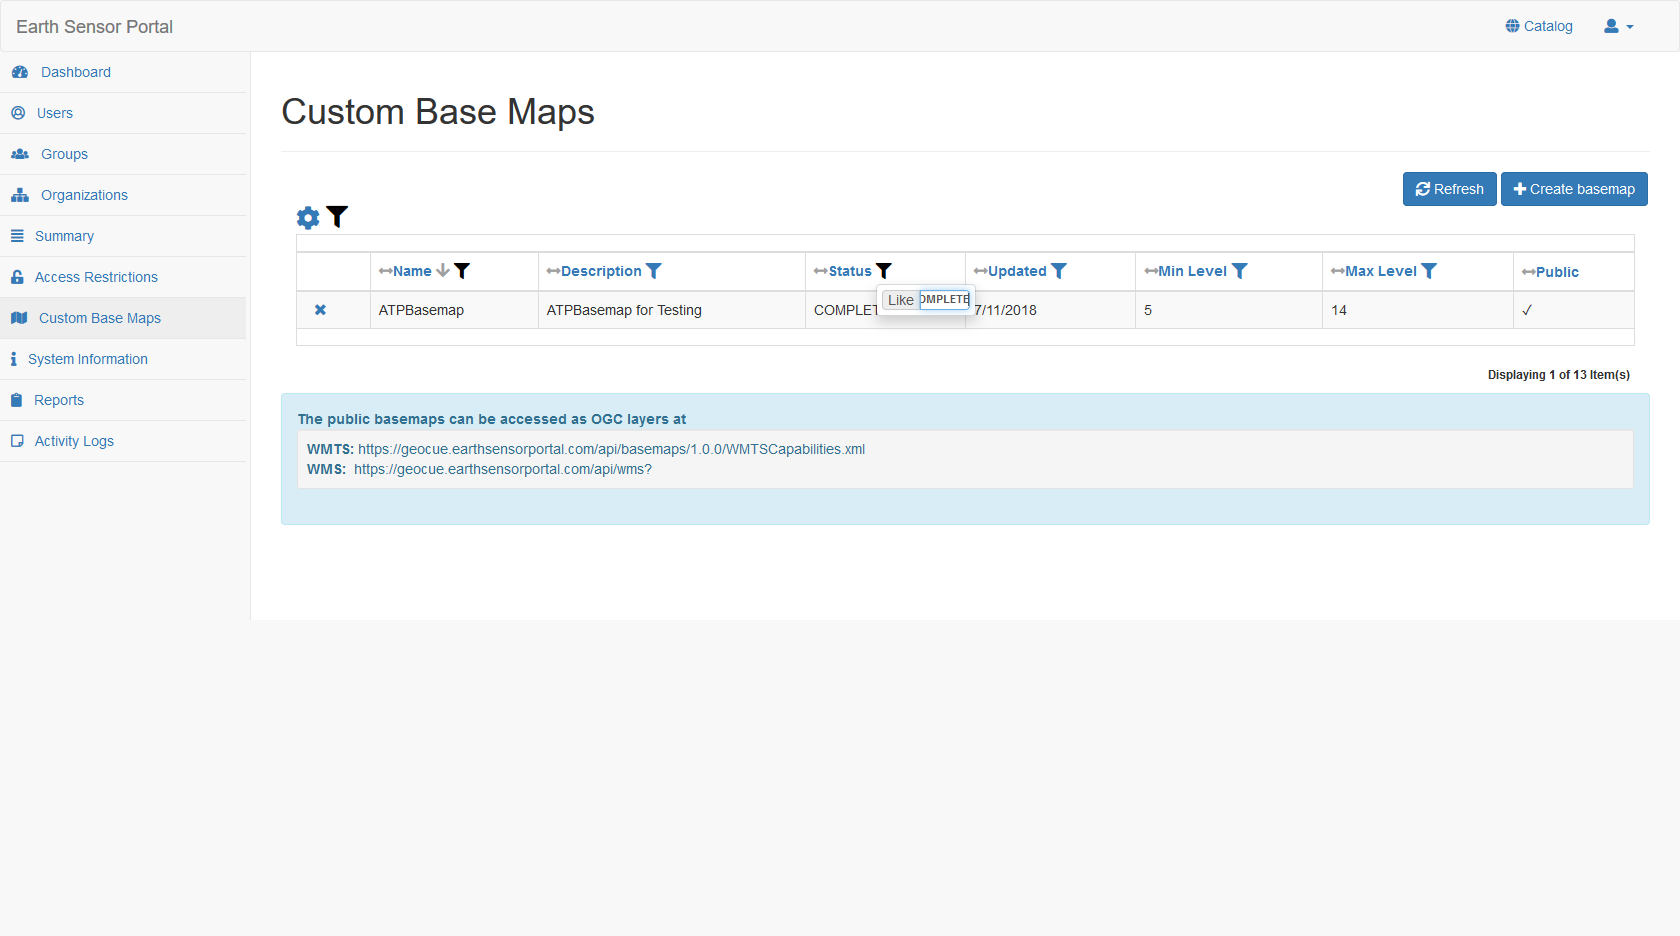 Earth Sensor Portal
Catalog
Dashboard
Users
Groups
Organizations
Summary
Access Restrictions
Custom Base Maps
System Information
Reports
Activity Logs
Custom Base Maps
Refresh
Create basemap
Name Description Status Updated Min Level Max Level Public
Like OMPLETE
ATPBasemap ATPBasemap for Testing COMPLET 7/11/2018 5 14 ✓
Displaying 1 of 13 Item(s)
The public basemaps can be accessed as OGC layers at
WMTS: https://geocue.earthsensorportal.com/api/basemaps/1.0.0/WMTSCapabilities.xml
WMS: https://geocue.earthsensorportal.com/api/wms?